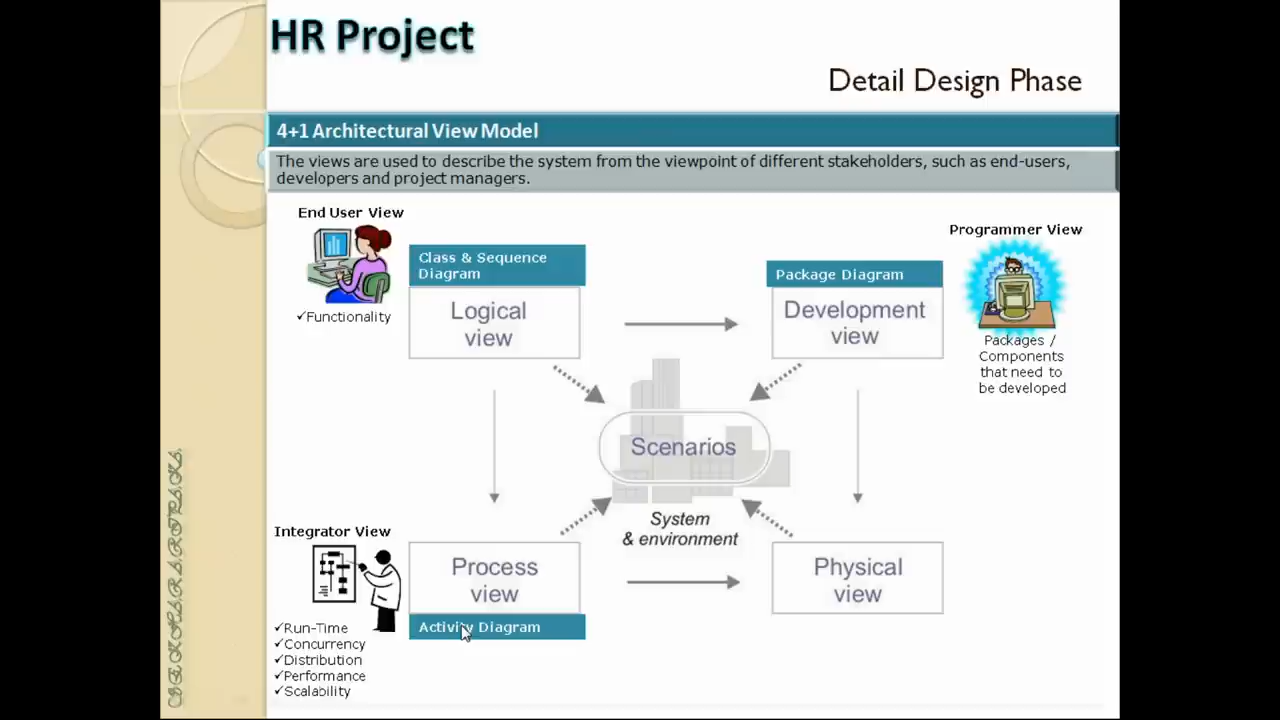 HR Project
Detail Design Phase
4+1 Architectural View Model
The views are used to describe the system from the viewpoint of different stakeholders, such as end-users,
developers and project managers.
End User View
✓Functionality
Class & Sequence
Diagram
Logical
view
Package Diagram
Development
view
Programmer View
Packages /
Components
that need to
be developed
Scenarios
System
& environment
Integrator View
✓Run-Time
✓Concurrency
✓Distribution
✓Performance
✓Scalability
Process
view
Activity Diagram
Physical
view